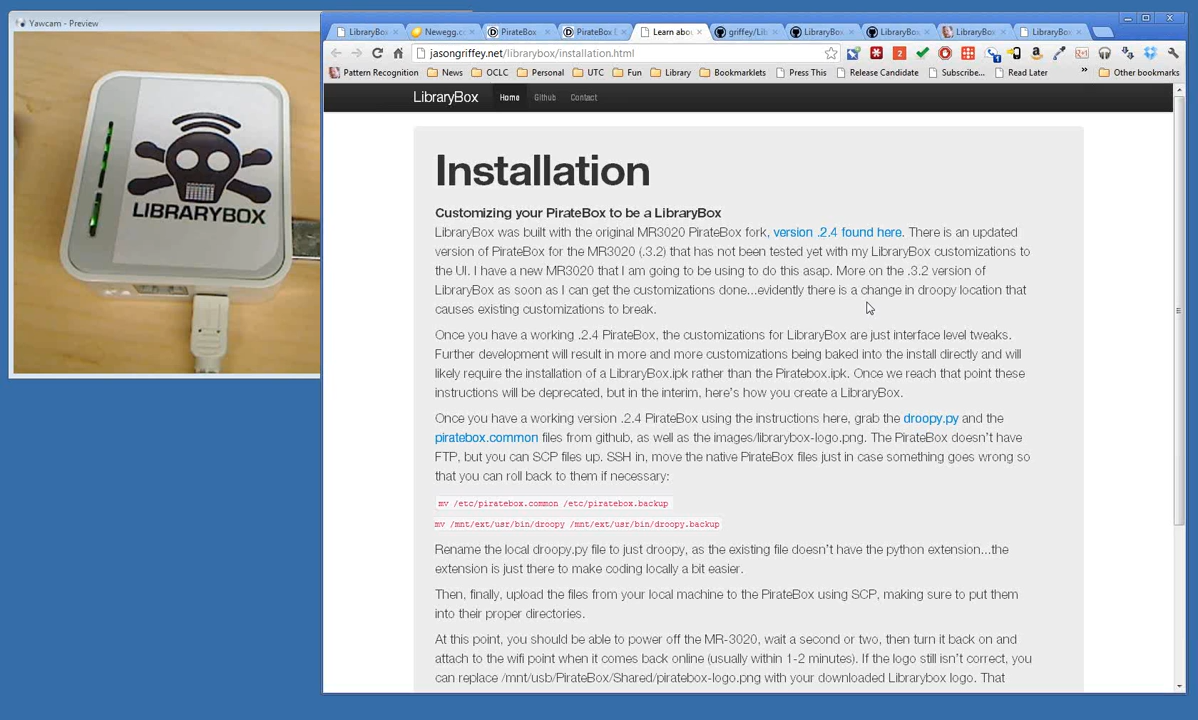 Yawcam - Preview
LIBRARYBOX
LibraryBox
Newegg.c
PirateBox
PirateBox (
Learn abou
griffey/Lib
LibraryBox
LibraryBox,
LibraryBox
LibraryBox
jasongriffey.net/librarybox/installation.html
Pattern Recognition News OCLC Personal UTC Fun Library Bookmarklets Press This Release Candidate Subscribe... Read Later » Other bookmarks
LibraryBox Home Github Contact
Installation
Customizing your PirateBox to be a LibraryBox
LibraryBox was built with the original MR3020 PirateBox fork, version .2.4 found here. There is an updated
version of PirateBox for the MR3020 (.3.2) that has not been tested yet with my LibraryBox customizations to
the UI. I have a new MR3020 that I am going to be using to do this asap. More on the .3.2 version of
LibraryBox as soon as I can get the customizations done...evidently there is a change in droopy location that
causes existing customizations to break.
Once you have a working .2.4 PirateBox, the customizations for LibraryBox are just interface level tweaks.
Further development will result in more and more customizations being baked into the install directly and will
likely require the installation of a LibraryBox.ipk rather than the Piratebox.ipk. Once we reach that point these
instructions will be deprecated, but in the interim, here's how you create a LibraryBox.
Once you have a working version .2.4 PirateBox using the instructions here, grab the droopy.py and the
piratebox.common files from github, as well as the images/librarybox-logo.png. The PirateBox doesn't have
FTP, but you can SCP files up. SSH in, move the native PirateBox files just in case something goes wrong so
that you can roll back to them if necessary:
mv /etc/piratebox.common /etc/piratebox.backup
mv /mnt/ext/usr/bin/droopy /mnt/ext/usr/bin/droopy.backup
Rename the local droopy.py file to just droopy, as the existing file doesn't have the python extension...the
extension is just there to make coding locally a bit easier.
Then, finally, upload the files from your local machine to the PirateBox using SCP, making sure to put them
into their proper directories.
At this point, you should be able to power off the MR-3020, wait a second or two, then turn it back on and
attach to the wifi point when it comes back online (usually within 1-2 minutes). If the logo still isn't correct, you
can replace /mnt/usb/PirateBox/Shared/piratebox-logo.png with your downloaded Librarybox logo. That